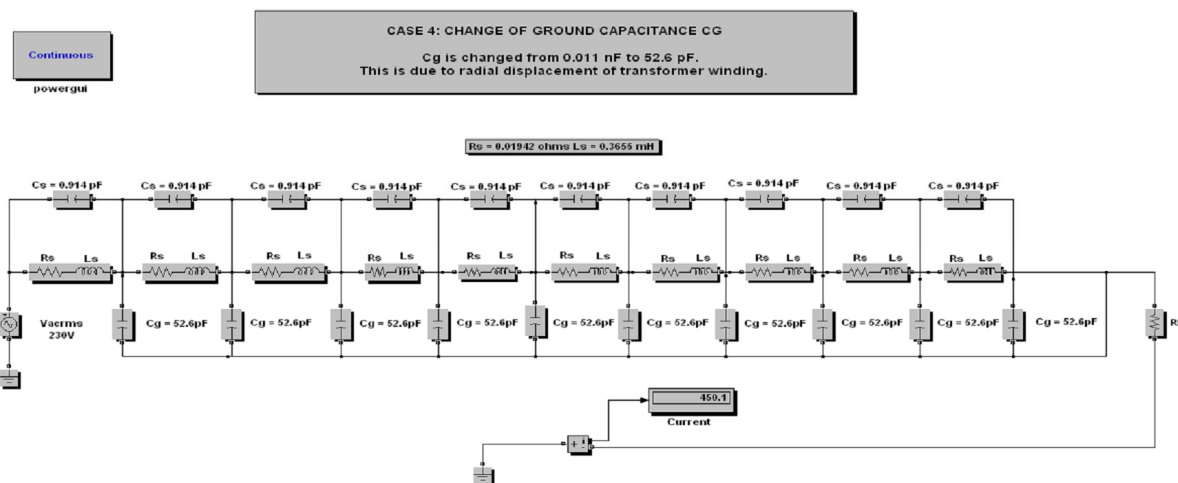 CASE 4: CHANGE OF GROUND CAPACITANCE CG
Cg is changed from 0.011 nF to 52.6 pF.
This is due to radial displacement of transformer winding.
Continuous
powergui
Rs = 0.01942 ohms Ls = 0.3655 mH
Cs = 0.914 pF Cs = 0.914 pF Cs = 0.914 pF Cs = 0.914 pF Cs = 0.914 pF Cs = 0.914 pF Cs = 0.914 pF Cs = 0.914 pF Cs = 0.914 pF Cs = 0.914 pF
Rs Ls Rs Ls Rs Ls Rs Ls Rs Ls Rs Ls Rs Ls Rs Ls Rs Ls Rs Ls
Vacrms
230V
Cg = 52.6pF Cg = 52.6pF Cg = 52.6pF Cg = 52.6pF Cg = 52.6pF Cg = 52.6pF Cg = 52.6pF Cg = 52.6pF Cg = 52.6pF Cg = 52.6pF
450.1
Current